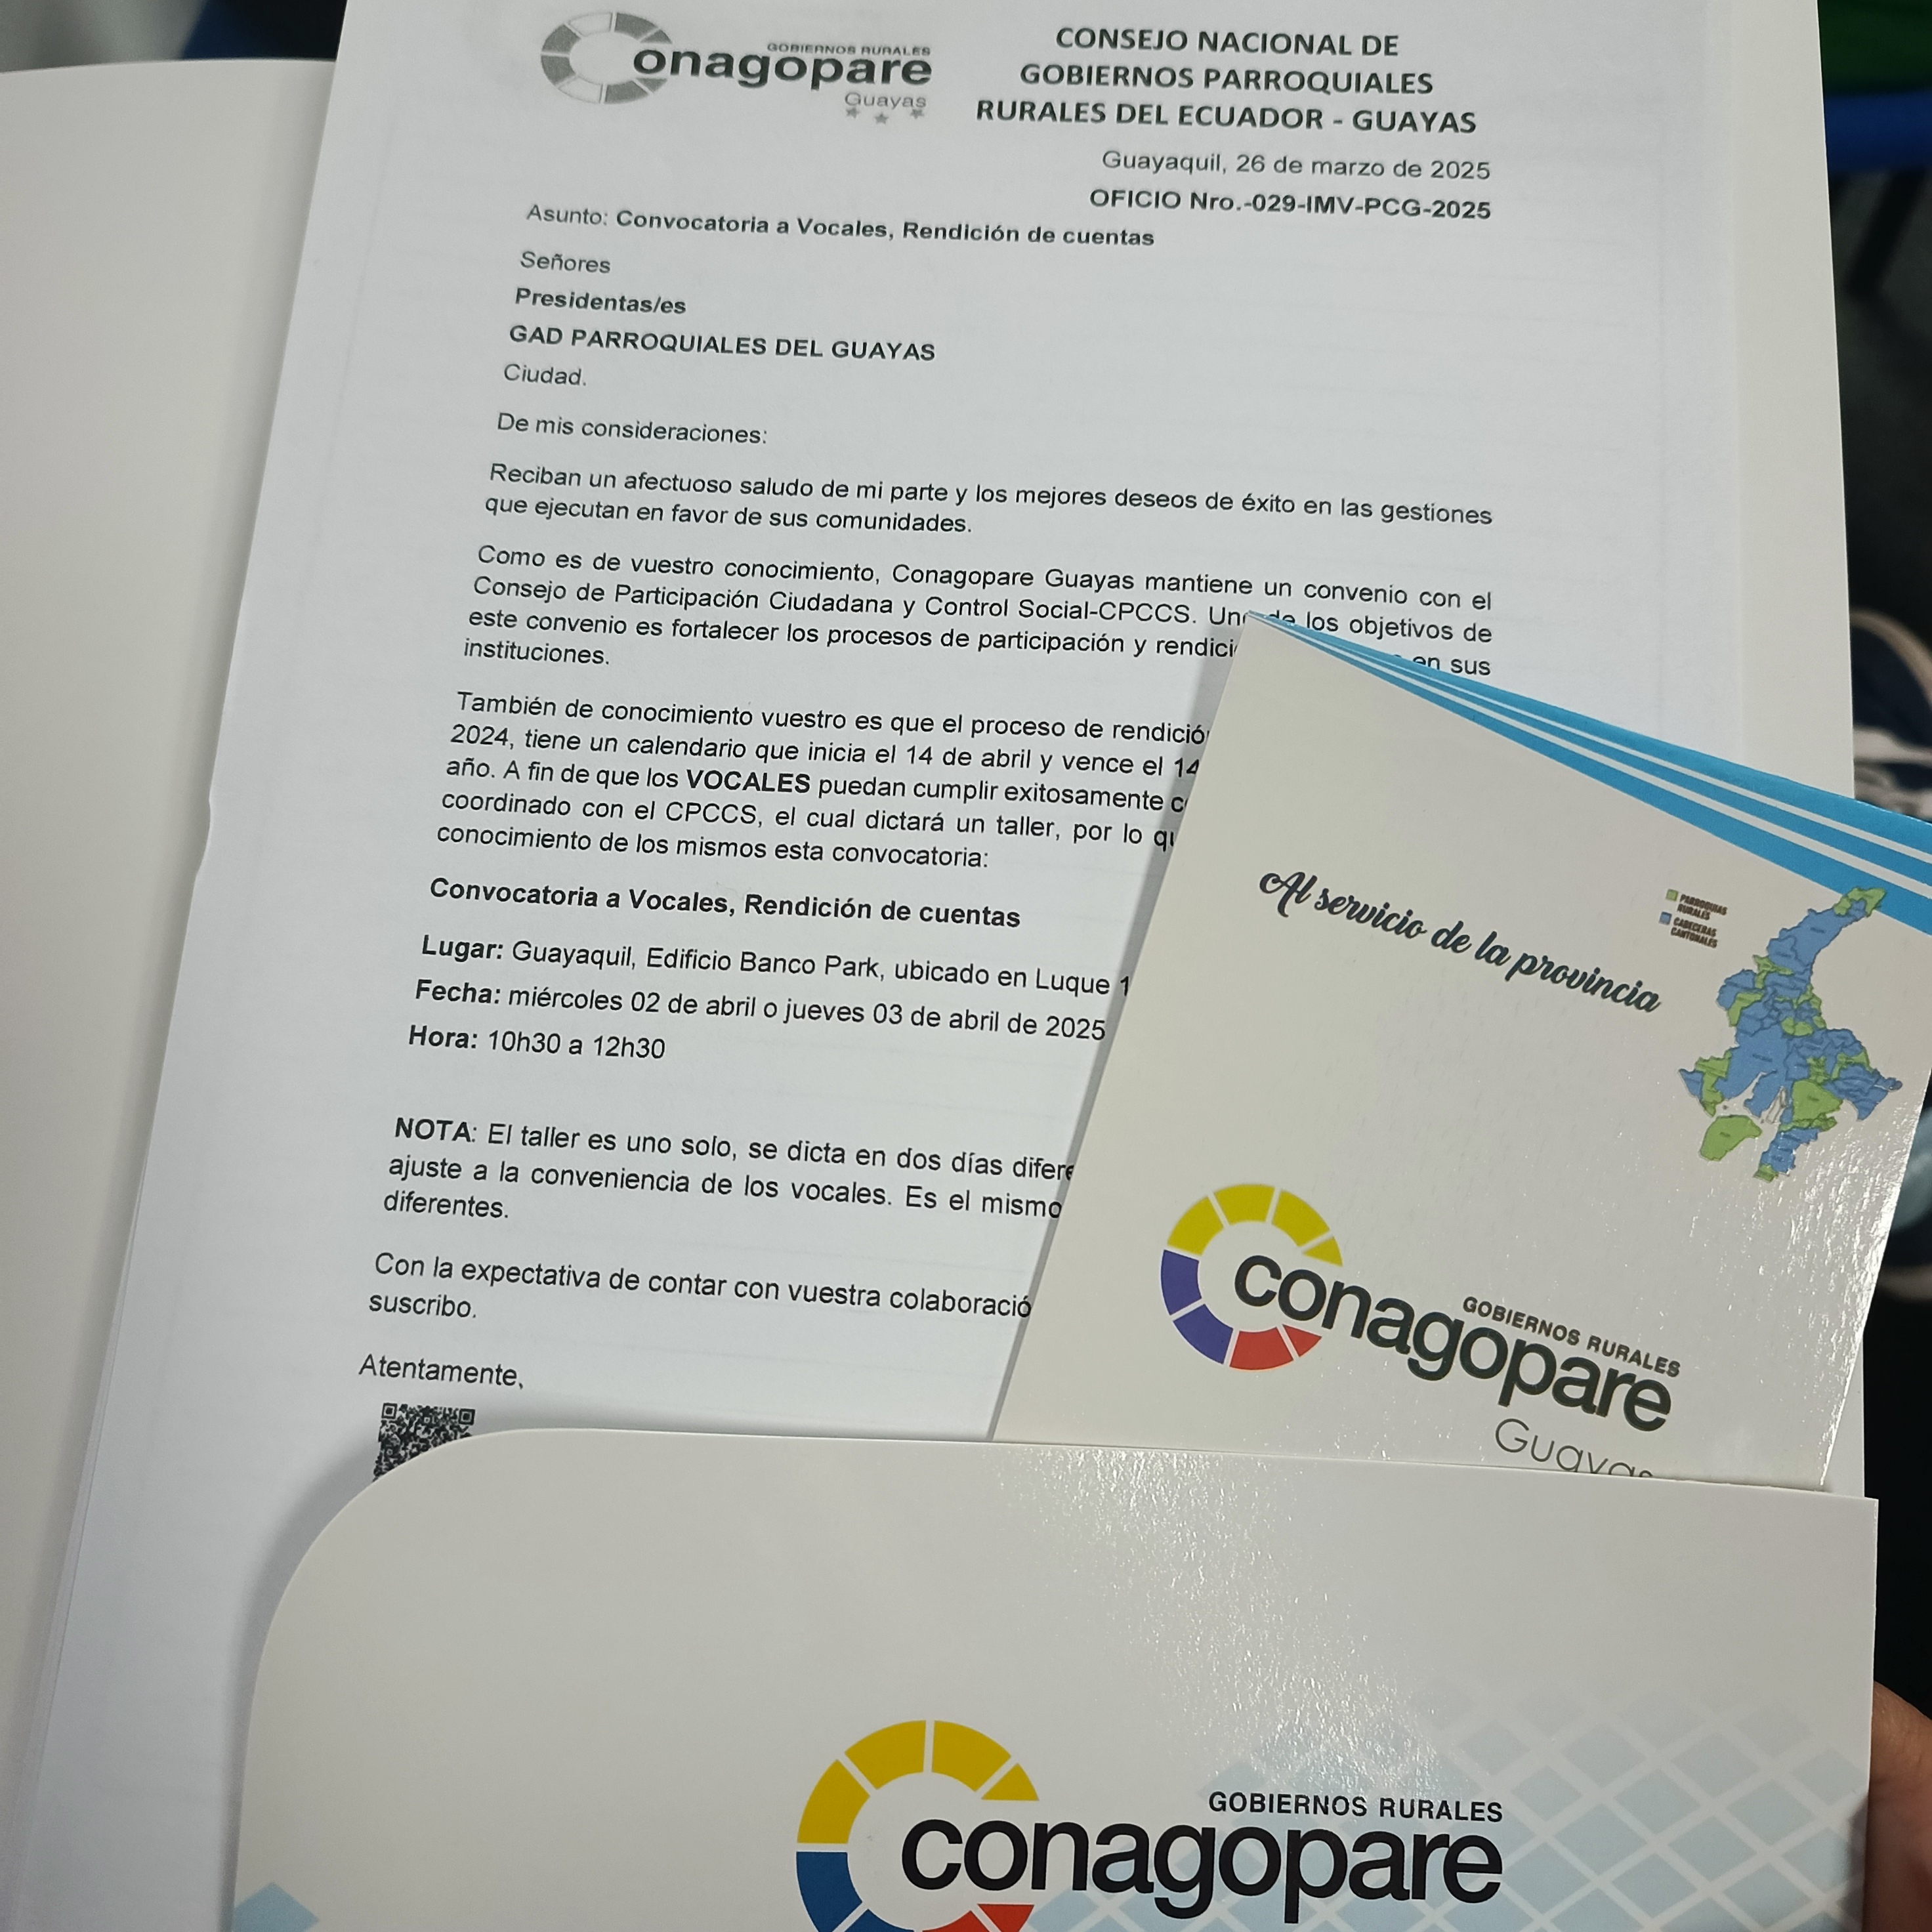 GOBIERNOS RURALES
Conagopare
Guayas
CONSEJO NACIONAL DE
GOBIERNOS PARROQUIALES
RURALES DEL ECUADOR - GUAYAS
Guayaquil, 26 de marzo de 2025
OFICIO Nro.-029-IMV-PCG-2025
Asunto: Convocatoria a Vocales, Rendición de cuentas
Señores
Presidentas/es
GAD PARROQUIALES DEL GUAYAS
Ciudad.
De mis consideraciones:
Reciban un afectuoso saludo de mi parte y los mejores deseos de éxito en las gestiones
que ejecutan en favor de sus comunidades.
Como es de vuestro conocimiento, Conagopare Guayas mantiene un convenio con el
Consejo de Participación Ciudadana y Control Social-CPCCS. Uno de los objetivos de
este convenio es fortalecer los procesos de participación y rendici en sus
instituciones.
También de conocimiento vuestro es que el proceso de rendició
2024, tiene un calendario que inicia el 14 de abril y vence el 14
año. A fin de que los VOCALES puedan cumplir exitosamente c
coordinado con el CPCCS, el cual dictará un taller, por lo qu
conocimiento de los mismos esta convocatoria:
Convocatoria a Vocales, Rendición de cuentas
Lugar: Guayaquil, Edificio Banco Park, ubicado en Luque 1
Fecha: miércoles 02 de abril o jueves 03 de abril de 2025
Hora: 10h30 a 12h30
NOTA: El taller es uno solo, se dicta en dos días difere
ajuste a la conveniencia de los vocales. Es el mismo
diferentes.
Con la expectativa de contar con vuestra colaboració
suscribo.
Atentamente,
Al servicio de la provincia
PARROQUIAS
RURALES
CABECERAS
CANTONALES
GOBIERNOS RURALES
conagopare
Guayas
GOBIERNOS RURALES
conagopare